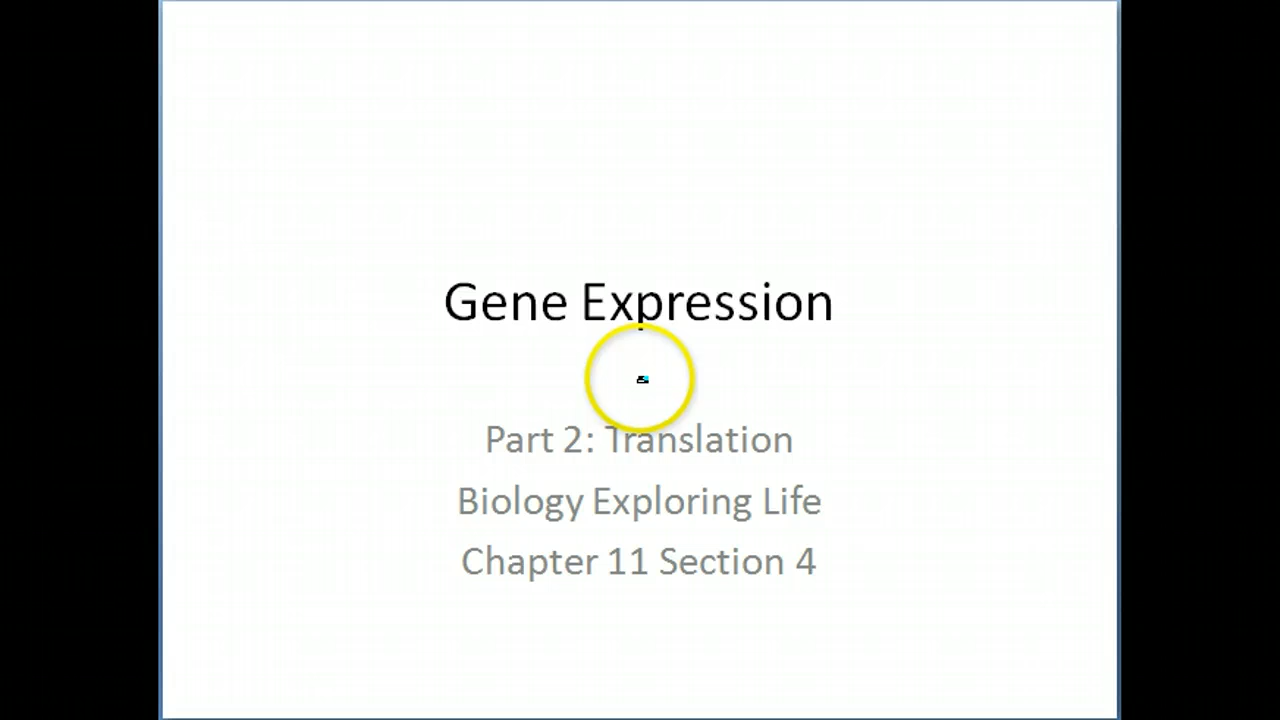 Gene Expression
Part 2: Translation
Biology Exploring Life
Chapter 11 Section 4